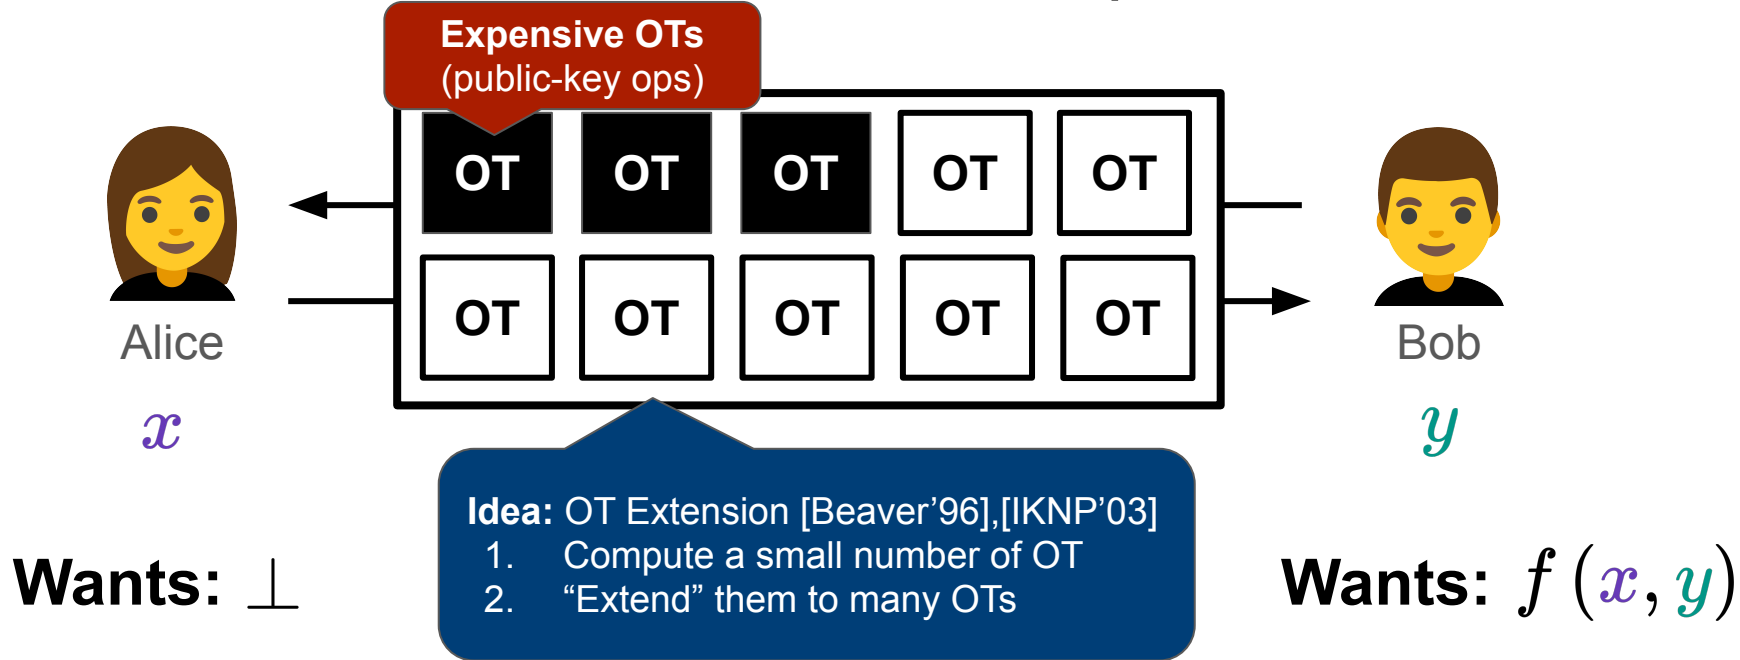 Expensive OTs
(public-key ops)
OT OT OT OT OT
OT OT OT OT OT
Alice
Bob
x
y
Idea: OT Extension [Beaver’96],[IKNP’03]
1. Compute a small number of OT
2. “Extend” them to many OTs
Wants: ⊥
Wants: f (x, y)